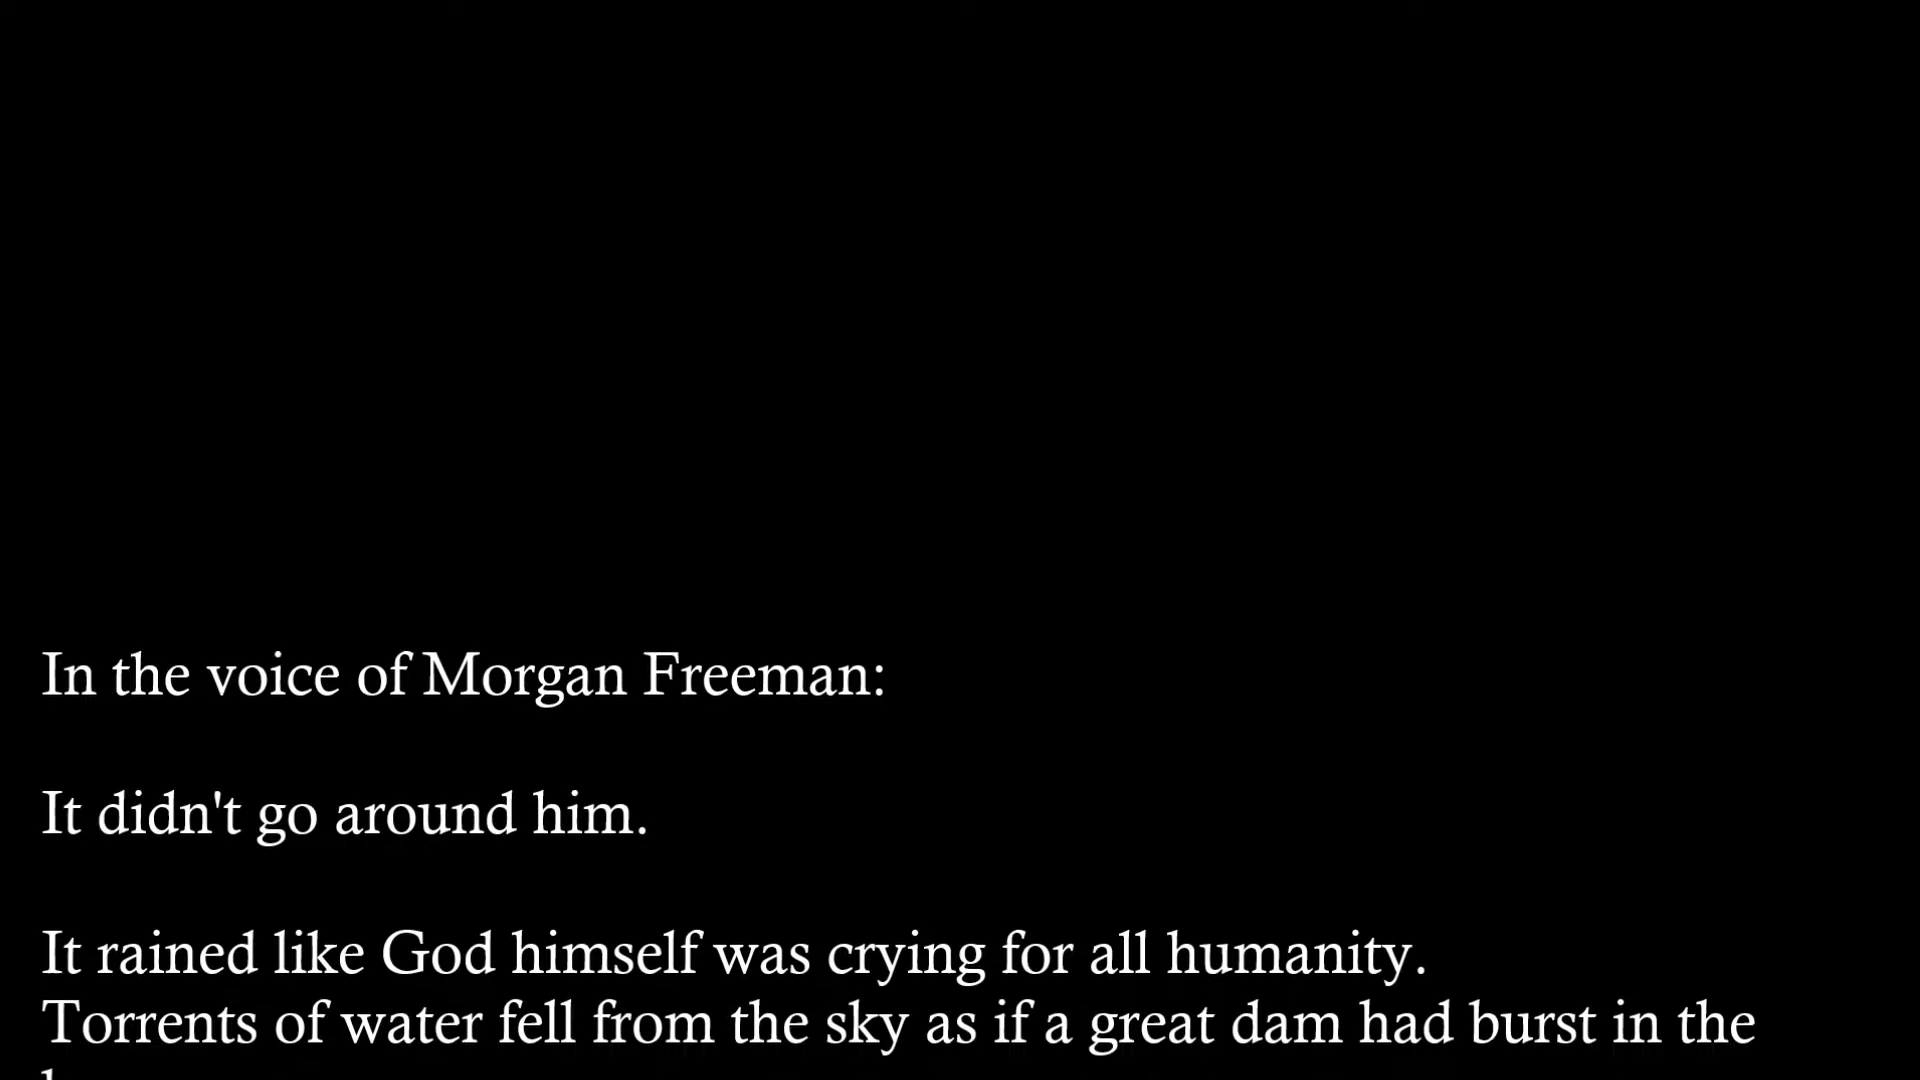 In the voice of Morgan Freeman:
It didn't go around him.
It rained like God himself was crying for all humanity.
Torrents of water fell from the sky as if a great dam had burst in the